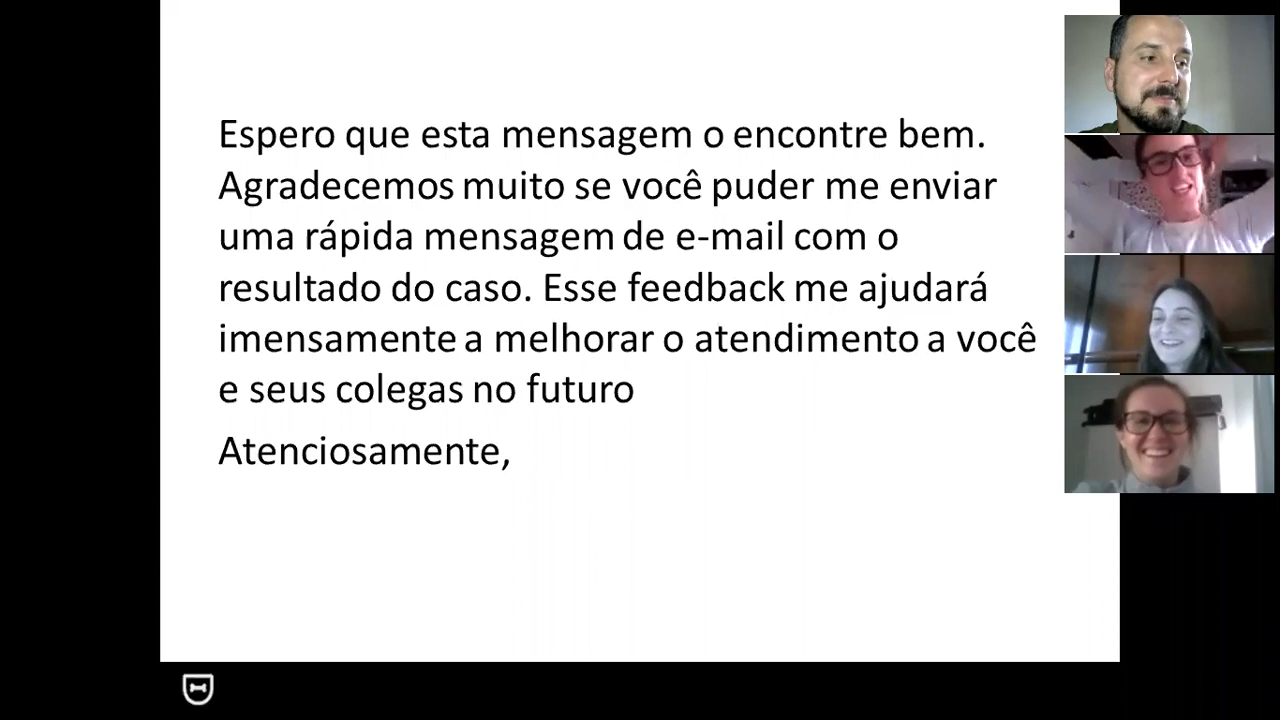 Espero que esta mensagem o encontre bem.
Agradecemos muito se você puder me enviar
uma rápida mensagem de e-mail com o
resultado do caso. Esse feedback me ajudará
imensamente a melhorar o atendimento a você
e seus colegas no futuro
Atenciosamente,